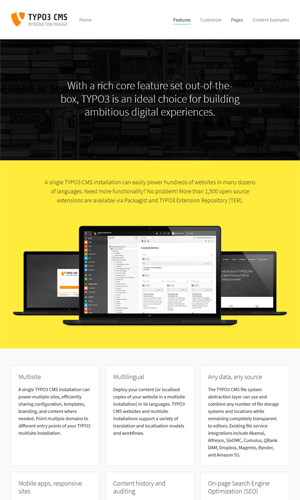 TYPO3 CMS
INTRODUCTION PACKAGE
Home
Features
Customise
Pages
Content Examples
With a rich core feature set out-of-the-
box, TYPO3 is an ideal choice for building
ambitious digital experiences.
A single TYPO3 CMS installation can easily power hundreds of websites in many dozens
of languages. Need more functionality? No problem! More than 1,500 open source
extensions are available via Packagist and TYPO3 Extension Repository (TER).
Multisite
A single TYPO3 CMS installation can
power multiple sites, efficiently
sharing configuration, templates,
branding, and content where
needed. Point multiple domains to
different entry points of your TYPO3
multisite installation.
Multilingual
Deploy your content (or localised
copies of your website in a multisite
installation) in 56 languages. TYPO3
CMS websites and multisite
installations support a variety of
translation and localisation models
and workflows.
Any data, any source
The TYPO3 CMS file system
abstraction layer can use and
combine any number of file storage
systems and locations while
remaining completely transparent
to editors. Existing file service
integrations include Akamai,
Alfresco, SixOMC, Cumulus, QBank
DAM, Dropbox, Magento, Bynder,
and Amazon S3.
Mobile apps, responsive
sites
Content history and
auditing
On-page Search Engine
Optimization (SEO)